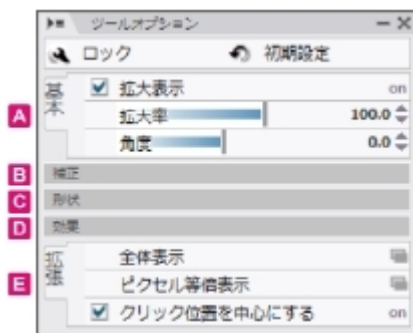 ツールオプション
ロック 初期設定
基本
拡大表示 on
A
拡大率 100.0
角度 0.0
B 補正
C 形状
D 効果
拡張
全体表示
E
ピクセル等倍表示
クリック位置を中心にする on